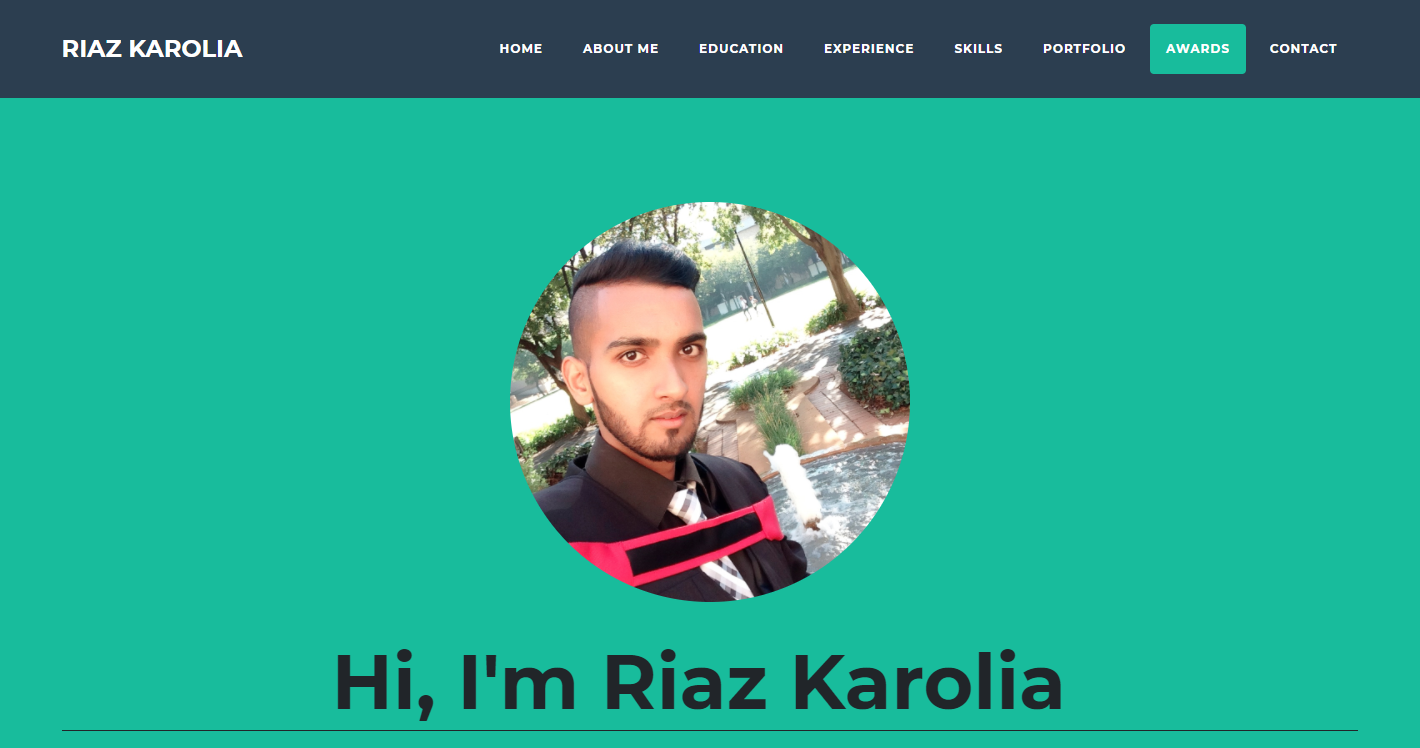 RIAZ KAROLIA
HOME ABOUT ME EDUCATION EXPERIENCE SKILLS PORTFOLIO AWARDS CONTACT
Hi, I'm Riaz Karolia